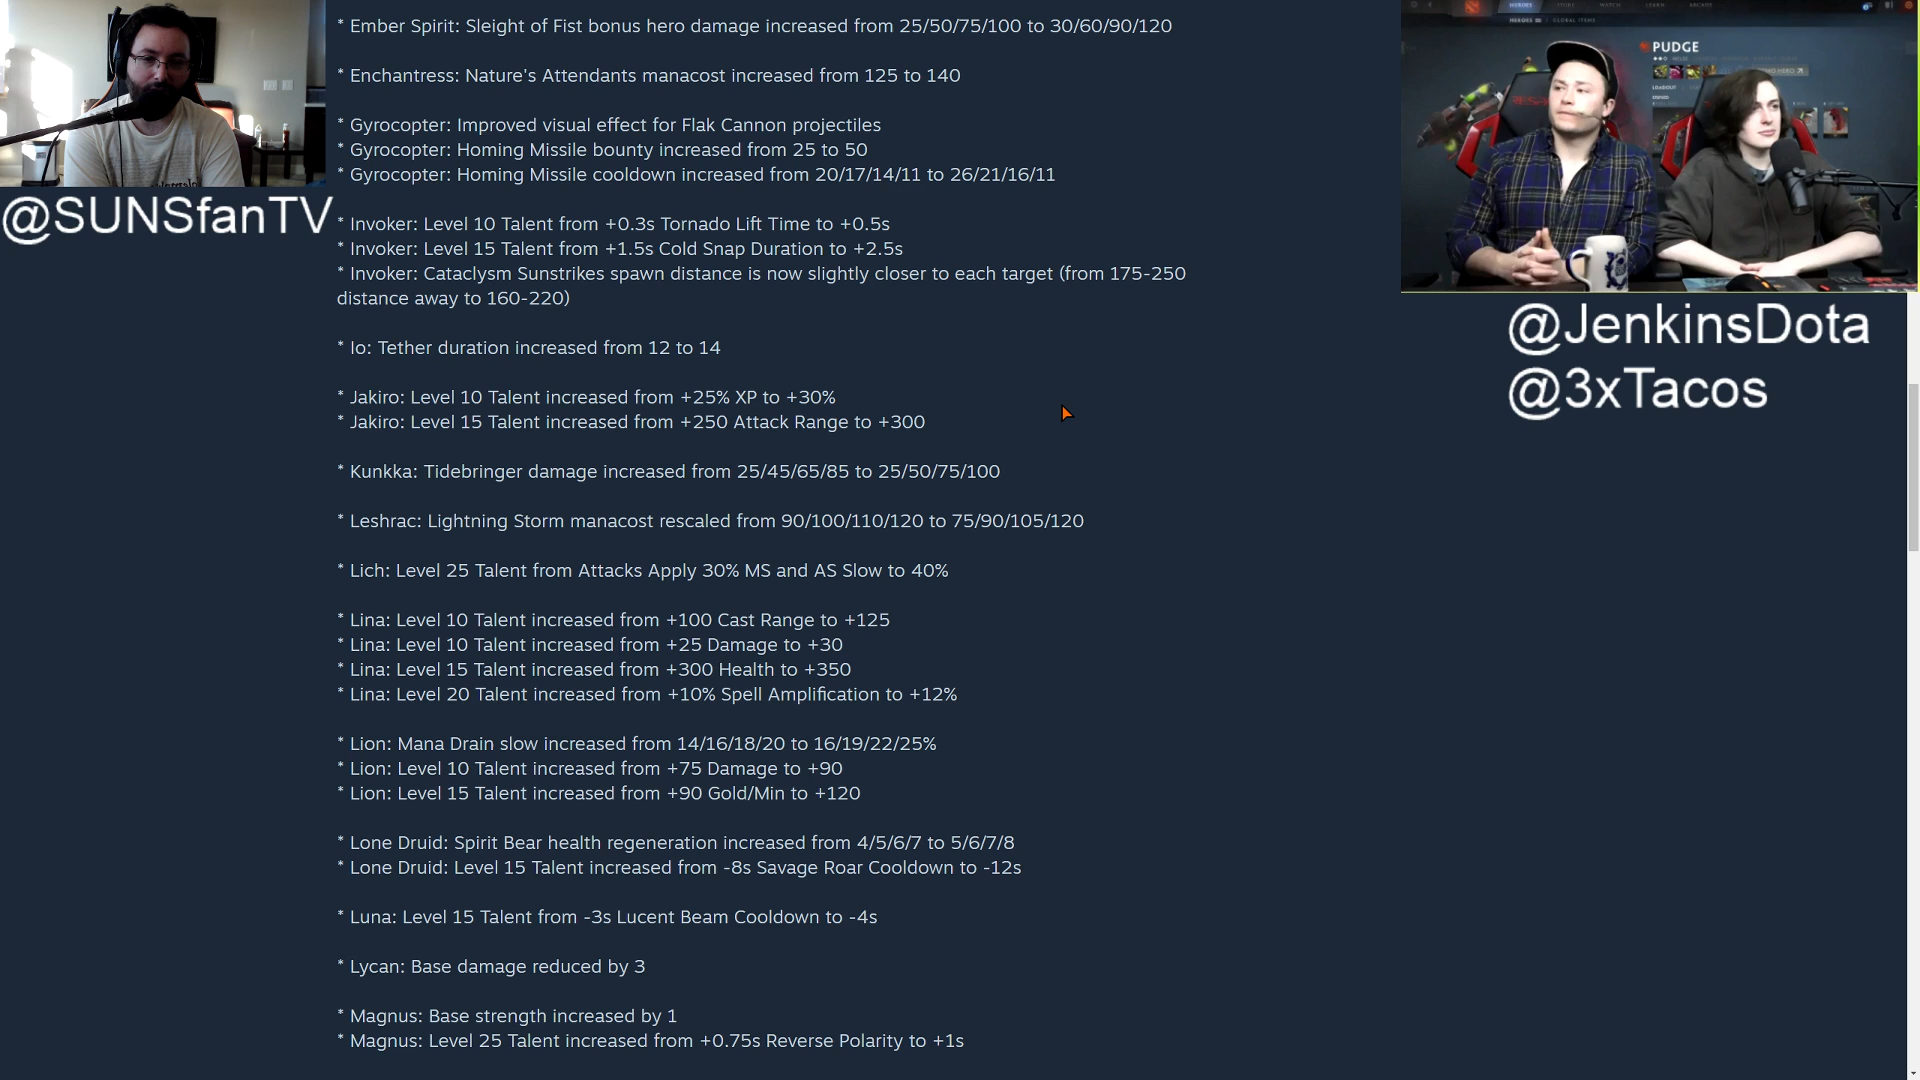 * Ember Spirit: Sleight of Fist bonus hero damage increased from 25/50/75/100 to 30/60/90/120
* Enchantress: Nature's Attendants manacost increased from 125 to 140
* Gyrocopter: Improved visual effect for Flak Cannon projectiles
* Gyrocopter: Homing Missile bounty increased from 25 to 50
* Gyrocopter: Homing Missile cooldown increased from 20/17/14/11 to 26/21/16/11
@SUNSfanTV
* Invoker: Level 10 Talent from +0.3s Tornado Lift Time to +0.5s
* Invoker: Level 15 Talent from +1.5s Cold Snap Duration to +2.5s
* Invoker: Cataclysm Sunstrikes spawn distance is now slightly closer to each target (from 175-250
distance away to 160-220)
* Io: Tether duration increased from 12 to 14
* Jakiro: Level 10 Talent increased from +25% XP to +30%
* Jakiro: Level 15 Talent increased from +250 Attack Range to +300
* Kunkka: Tidebringer damage increased from 25/45/65/85 to 25/50/75/100
* Leshrac: Lightning Storm manacost rescaled from 90/100/110/120 to 75/90/105/120
* Lich: Level 25 Talent from Attacks Apply 30% MS and AS Slow to 40%
* Lina: Level 10 Talent increased from +100 Cast Range to +125
* Lina: Level 10 Talent increased from +25 Damage to +30
* Lina: Level 15 Talent increased from +300 Health to +350
* Lina: Level 20 Talent increased from +10% Spell Amplification to +12%
* Lion: Mana Drain slow increased from 14/16/18/20 to 16/19/22/25%
* Lion: Level 10 Talent increased from +75 Damage to +90
* Lion: Level 15 Talent increased from +90 Gold/Min to +120
* Lone Druid: Spirit Bear health regeneration increased from 4/5/6/7 to 5/6/7/8
* Lone Druid: Level 15 Talent increased from -8s Savage Roar Cooldown to -12s
* Luna: Level 15 Talent from -3s Lucent Beam Cooldown to -4s
* Lycan: Base damage reduced by 3
* Magnus: Base strength increased by 1
* Magnus: Level 25 Talent increased from +0.75s Reverse Polarity to +1s
HEROES STORE WATCH LEARN ARCADE
HEROES GLOBAL ITEMS
PUDGE
DEMO HERO
LOADOUT
@JenkinsDota
@3xTacos